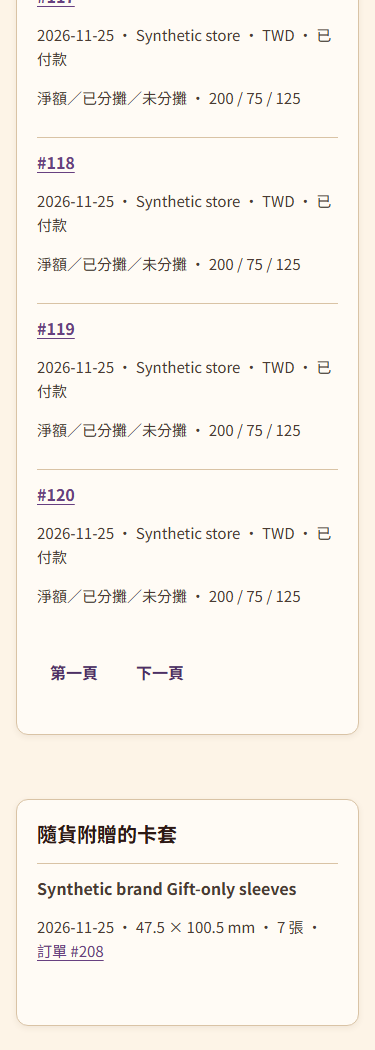 #117
2026-11-25 ・ Synthetic store ・ TWD ・ 已
付款
淨額／已分攤／未分攤 ・ 200 / 75 / 125
#118
2026-11-25 ・ Synthetic store ・ TWD ・ 已
付款
淨額／已分攤／未分攤 ・ 200 / 75 / 125
#119
2026-11-25 ・ Synthetic store ・ TWD ・ 已
付款
淨額／已分攤／未分攤 ・ 200 / 75 / 125
#120
2026-11-25 ・ Synthetic store ・ TWD ・ 已
付款
淨額／已分攤／未分攤 ・ 200 / 75 / 125
第一頁 下一頁
隨貨附贈的卡套
Synthetic brand Gift-only sleeves
2026-11-25 ・ 47.5 × 100.5 mm ・ 7 張 ・
訂單 #208